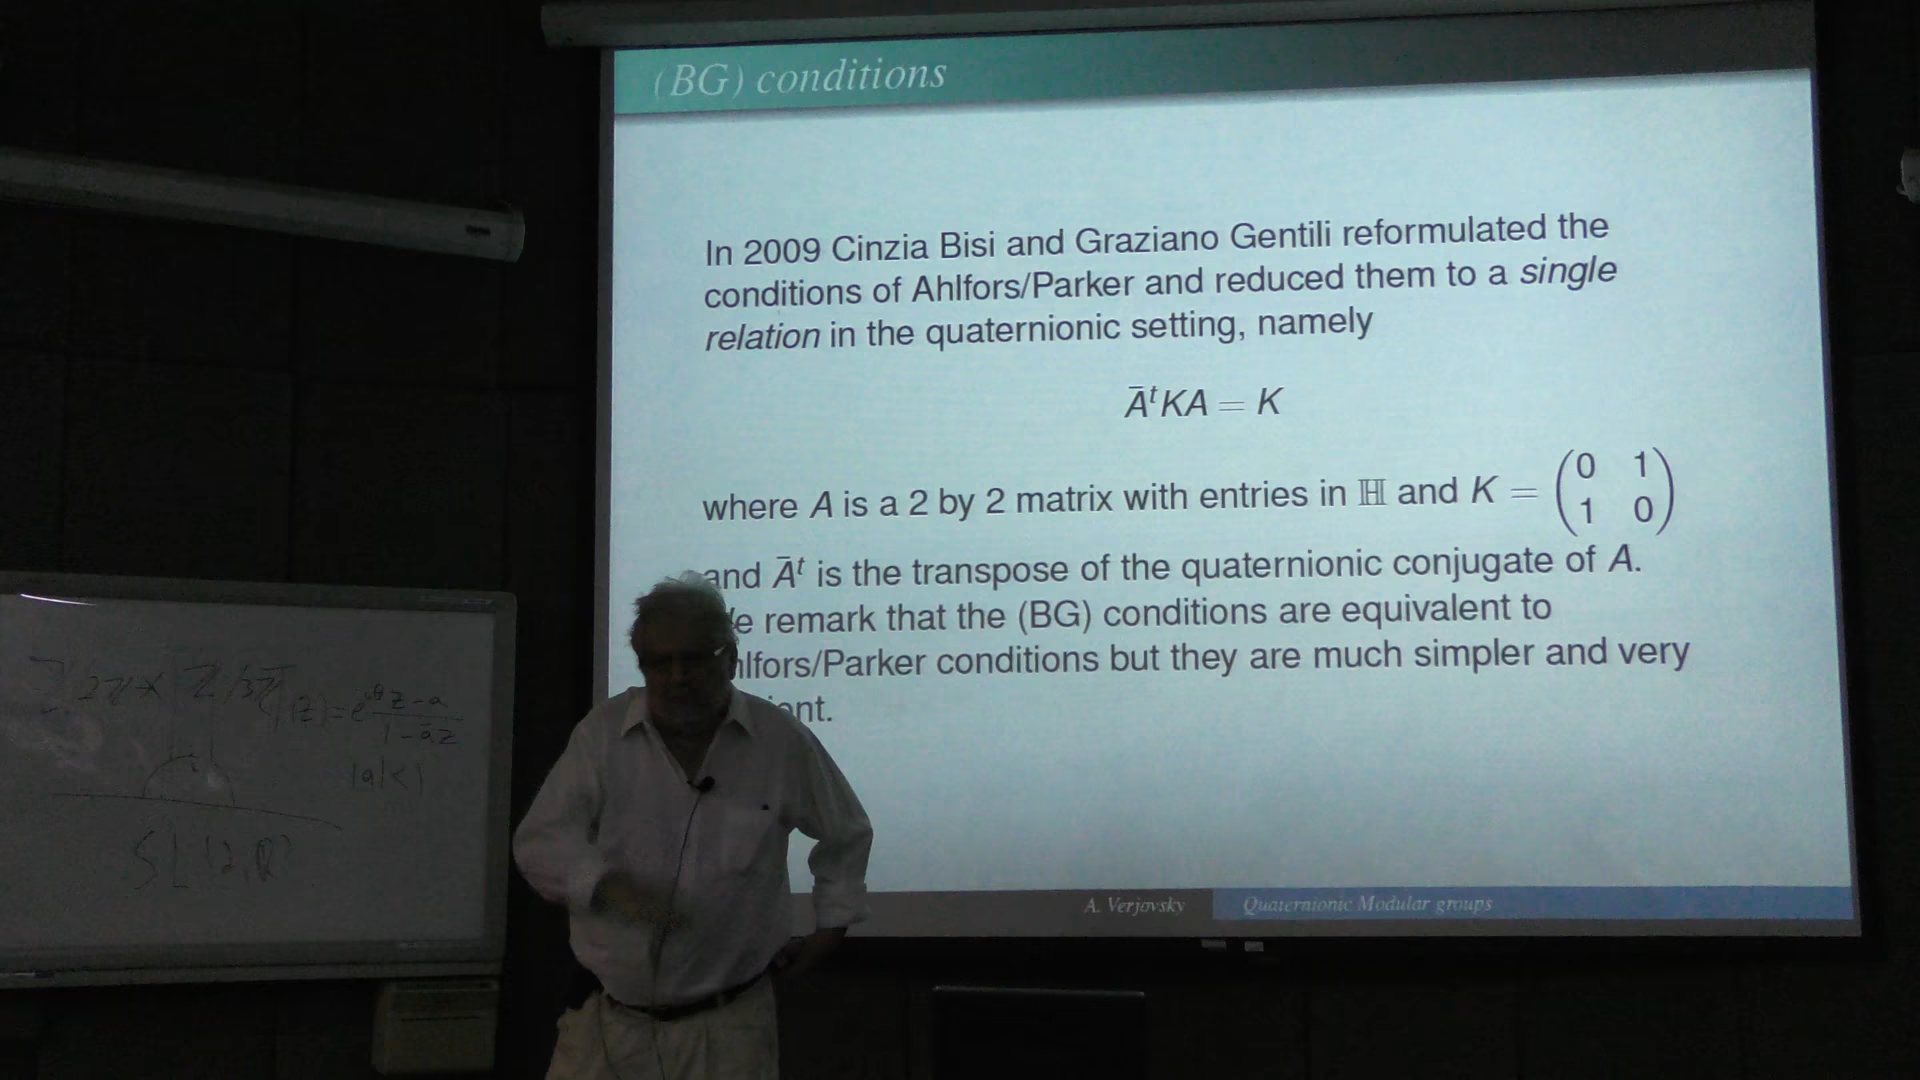 (BG) conditions
In 2009 Cinzia Bisi and Graziano Gentili reformulated the
conditions of Ahlfors/Parker and reduced them to a single
relation in the quaternionic setting, namely
Ā^t KA = K
where A is a 2 by 2 matrix with entries in ℍ and K = (0 1
1 0)
and Ā^t is the transpose of the quaternionic conjugate of A.
e remark that the (BG) conditions are equivalent to
hlfors/Parker conditions but they are much simpler and very
ent.
A. Verjovsky Quaternionic Modular groups
|a|<1